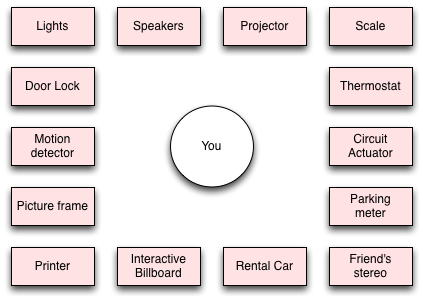 Lights
Speakers
Projector
Scale
Door Lock
Thermostat
Motion
detector
You
Circuit
Actuator
Picture frame
Parking
meter
Printer
Interactive
Billboard
Rental Car
Friend's
stereo